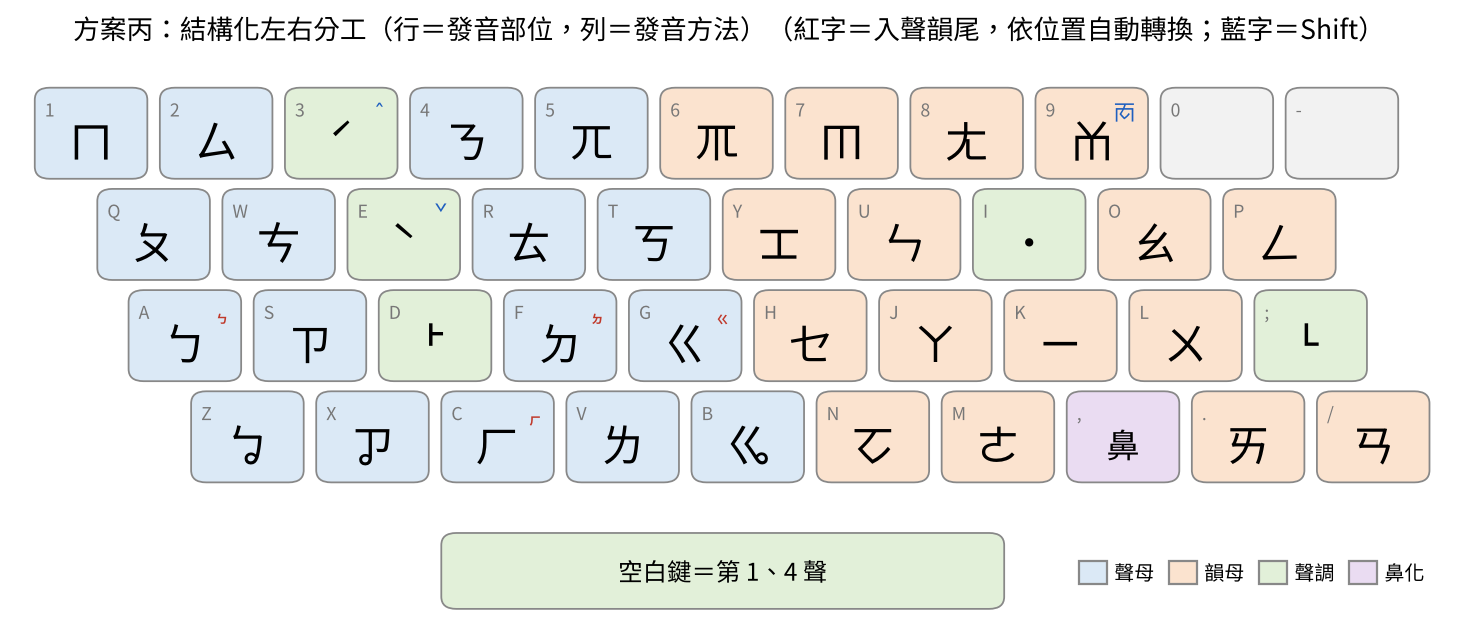 方案丙：結構化左右分工（行＝發音部位，列＝發音方法）（紅字＝入聲韻尾，依位置自動轉換；藍字＝Shift）
1 ㄇ 2 ㄙ 3 ˊ ˆ 4 ㄋ 5 ㄫ 6 ㆭ 7 ㆬ 8 ㄤ 9 ㆰ ㆱ 0 -
Q ㄆ W ㄘ E ˋ ˇ R ㄊ T ㄎ Y ㆨ U ㄣ I ˙ O ㄠ P ㄥ
A ㄅ ㆴ S ㄗ D ˫ F ㄉ ㆵ G ㄍ ㆶ H ㆤ J ㄚ K ㄧ L ㄨ ; ˪
Z ㆠ X ㆡ C ㄏ ㆷ V ㄌ B ㆣ N ㆦ M ㄜ , 鼻 . ㆲ / ㄢ
空白鍵＝第 1、4 聲
聲母 韻母 聲調 鼻化